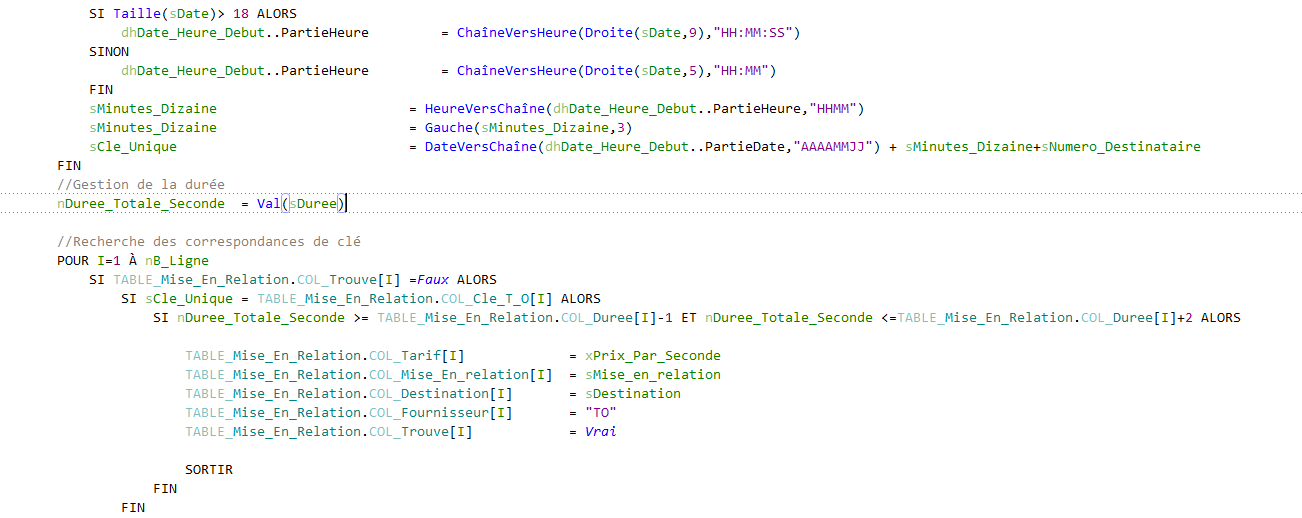 SI Taille(sDate)> 18 ALORS
dhDate_Heure_Debut..PartieHeure = ChaîneVersHeure(Droite(sDate,9),"HH:MM:SS")
SINON
dhDate_Heure_Debut..PartieHeure = ChaîneVersHeure(Droite(sDate,5),"HH:MM")
FIN
sMinutes_Dizaine = HeureVersChaîne(dhDate_Heure_Debut..PartieHeure,"HHMM")
sMinutes_Dizaine = Gauche(sMinutes_Dizaine,3)
sCle_Unique = DateVersChaîne(dhDate_Heure_Debut..PartieDate,"AAAAMMJJ") + sMinutes_Dizaine+sNumero_Destinataire
FIN
//Gestion de la durée
nDuree_Totale_Seconde = Val(sDuree)
//Recherche des correspondances de clé
POUR I=1 À nB_Ligne
SI TABLE_Mise_En_Relation.COL_Trouve[I] =Faux ALORS
SI sCle_Unique = TABLE_Mise_En_Relation.COL_Cle_T_O[I] ALORS
SI nDuree_Totale_Seconde >= TABLE_Mise_En_Relation.COL_Duree[I]-1 ET nDuree_Totale_Seconde <=TABLE_Mise_En_Relation.COL_Duree[I]+2 ALORS
TABLE_Mise_En_Relation.COL_Tarif[I] = xPrix_Par_Seconde
TABLE_Mise_En_Relation.COL_Mise_En_relation[I] = sMise_en_relation
TABLE_Mise_En_Relation.COL_Destination[I] = sDestination
TABLE_Mise_En_Relation.COL_Fournisseur[I] = "TO"
TABLE_Mise_En_Relation.COL_Trouve[I] = Vrai
SORTIR
FIN
FIN